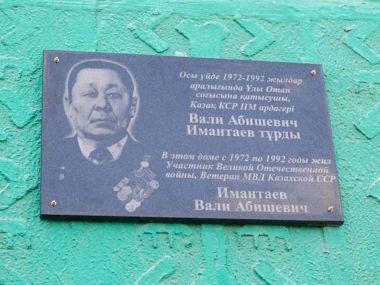 Осы үйде 1972-1992 жылдар
аралығында Ұлы Отан
соғысына қатысушы,
Қазақ КСР ІІМ ардагері
Вали Абишевич
Имантаев тұрды
В этом доме с 1972 по 1992 годы жил
Участник Великой Отечественной
войны, Ветеран МВД Казахской ССР
Имантаев
Вали Абишевич